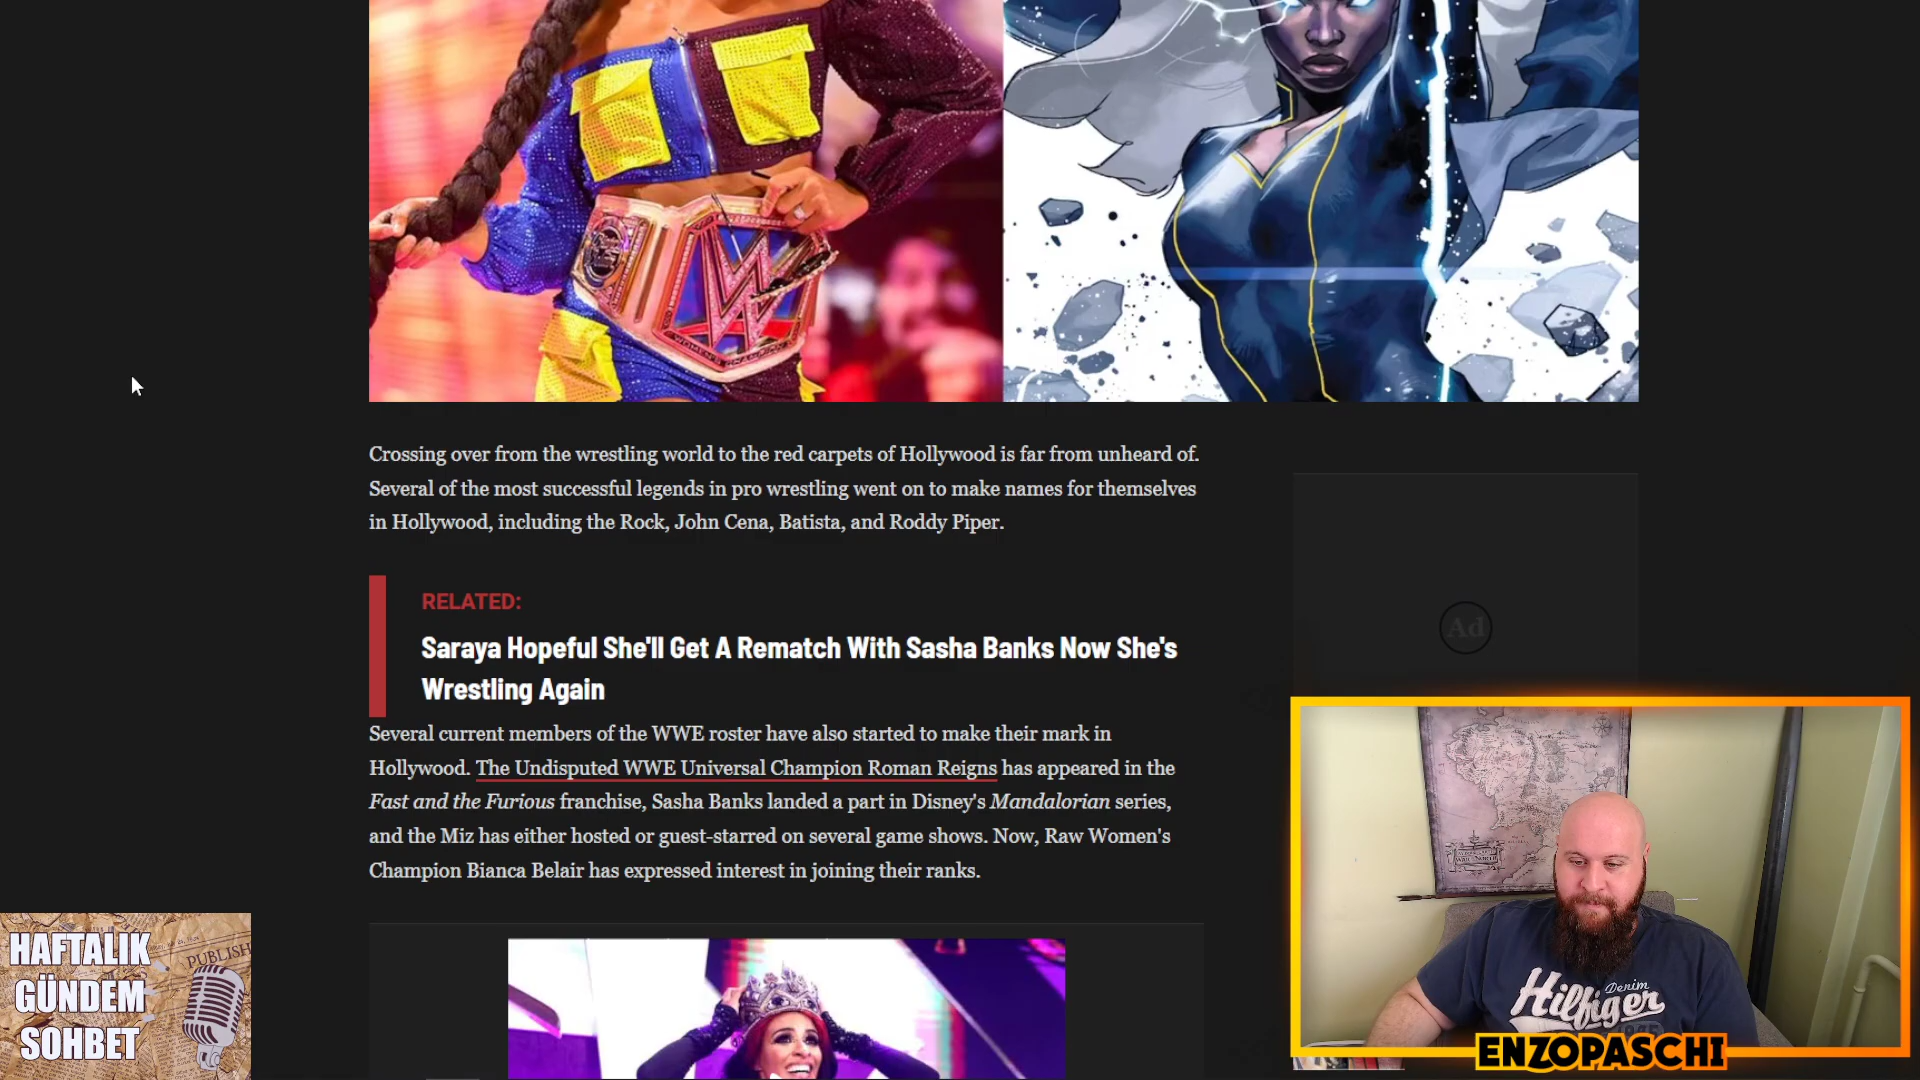 WOMEN'S CHAMPION
Crossing over from the wrestling world to the red carpets of Hollywood is far from unheard of.
Several of the most successful legends in pro wrestling went on to make names for themselves
in Hollywood, including the Rock, John Cena, Batista, and Roddy Piper.
RELATED:
Saraya Hopeful She'll Get A Rematch With Sasha Banks Now She's
Wrestling Again
Several current members of the WWE roster have also started to make their mark in
Hollywood. The Undisputed WWE Universal Champion Roman Reigns has appeared in the
Fast and the Furious franchise, Sasha Banks landed a part in Disney's Mandalorian series,
and the Miz has either hosted or guest-starred on several game shows. Now, Raw Women's
Champion Bianca Belair has expressed interest in joining their ranks.
Ad
HAFTALIK
GÜNDEM
SOHBET
PUBLISH
Denim
Hilfiger
ENZOPASCHI